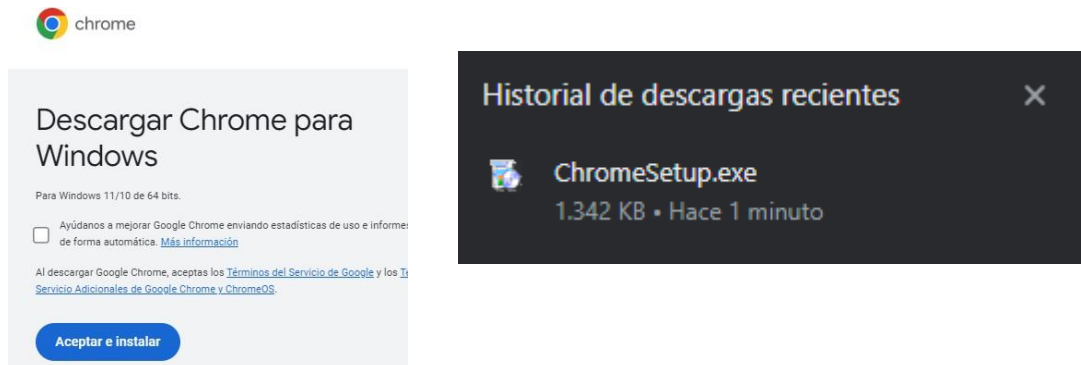 chrome
Descargar Chrome para
Windows
Para Windows 11/10 de 64 bits.
Ayúdanos a mejorar Google Chrome enviando estadísticas de uso e informes
de forma automática. Más información
Al descargar Google Chrome, aceptas los Términos del Servicio de Google y los
Servicio Adicionales de Google Chrome y ChromeOS.
Aceptar e instalar
Historial de descargas recientes
ChromeSetup.exe
1.342 KB • Hace 1 minuto